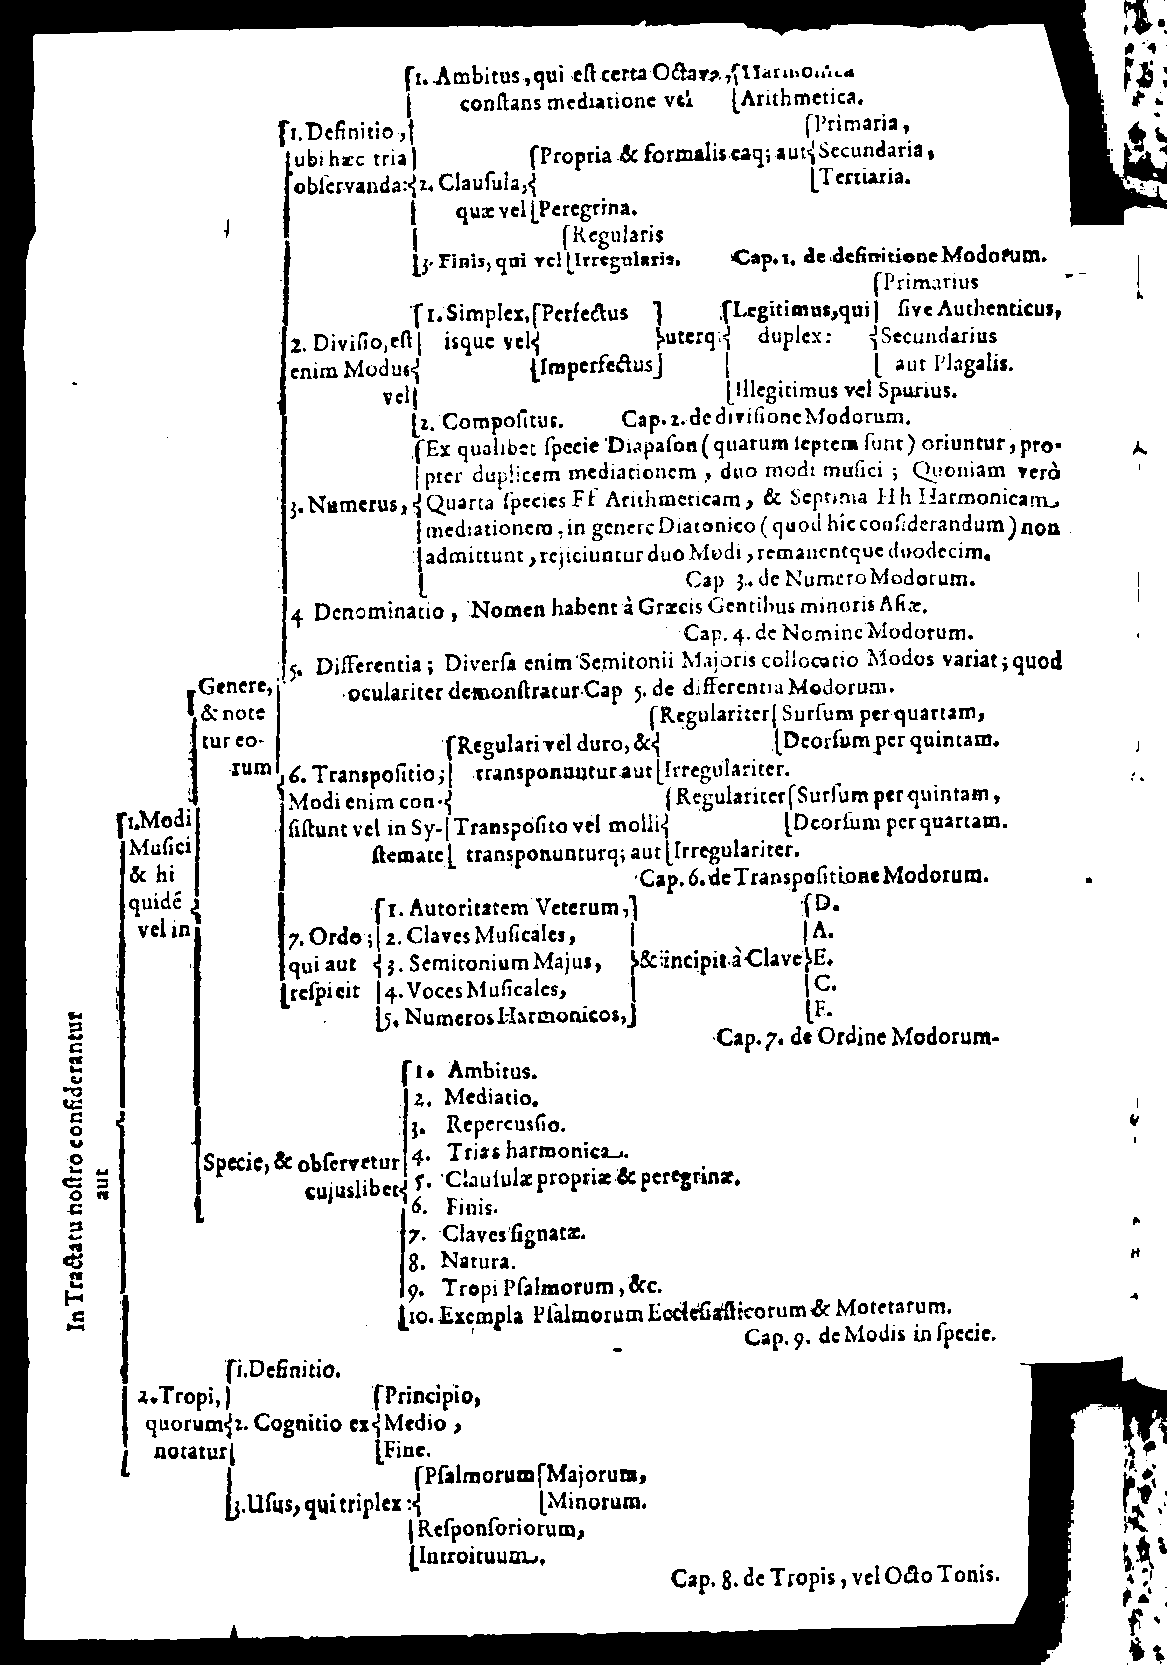 1. Ambitus, qui eſt certa Octava, Harmonica
conſtans mediatione vel Arithmetica.
1. Definitio, Primaria,
ubi hæc tria Propria & formalis eaq; aut Secundaria,
obſervanda: 2. Clauſula, Tertiaria.
quæ vel Peregrina.
Regularis
3. Finis, qui vel Irregularis. Cap. 1. de definitione Modorum.
Primarius
1. Simplex, Perfectus Legitimus, qui ſive Authenticus,
2. Diviſio, eſt isque vel uterq; duplex: Secundarius
enim Modus Imperfectus aut Plagalis.
vel Illegitimus vel Spurius.
2. Compoſitus. Cap. 2. de diviſione Modorum.
Ex qualibet ſpecie Diapaſon (quarum ſeptem ſunt) oriuntur, pro-
pter duplicem mediationem, duo modi muſici; Quoniam verò
3. Numerus, Quarta ſpecies Ff Arithmeticam, & Septima Hh Harmonicam
mediationem, in genere Diatonico (quod hîc conſiderandum) non
admittunt, rejiciuntur duo Modi, remanentque duodecim.
Cap 3. de Numero Modorum.
4 Denominatio, Nomen habent à Græcis Gentibus minoris Aſiæ.
Cap. 4. de Nomine Modorum.
5. Differentia; Diverſa enim Semitonii Majoris collocatio Modos variat; quod
Genere, oculariter demonſtratur Cap 5. de differentia Modorum.
& note Regulariter Surſum per quartam,
tur eo- Regulari vel duro, & Deorſum per quintam.
rum 6. Transpoſitio; transponuntur aut Irregulariter.
Modi enim con- Regulariter Surſum per quintam,
1. Modi ſiſtunt vel in Sy- Transpoſito vel molli Deorſum per quartam.
Muſici ſtemate transponunturq; aut Irregulariter.
& hi Cap. 6. de Transpoſitione Modorum.
quidē 1. Autoritatem Veterum, D.
vel in 7. Ordo; 2. Claves Muſicales, A.
qui aut 3. Semitonium Majus, & incipit à Clave E.
reſpicit 4. Voces Muſicales, C.
5. Numeros Harmonicos, F.
Cap. 7. de Ordine Modorum-
In Tractatu noſtro conſiderantur
aut
1. Ambitus.
2. Mediatio.
3. Repercuſſio.
Specie, & obſervetur 4. Trias harmonica.
cujuslibet 5. Clauſulæ propriæ & peregrinæ.
6. Finis.
7. Claves ſignatæ.
8. Natura.
9. Tropi Pſalmorum, &c.
10. Exempla Pſalmorum Eccleſiaſticorum & Motetarum.
Cap. 9. de Modis in ſpecie.
1. Definitio.
2. Tropi, Principio,
quorum 2. Cognitio ex Medio,
notatur Fine.
Pſalmorum Majorum,
3. Uſus, qui triplex: Minorum.
Reſponſoriorum,
Introituum.
Cap. 8. de Tropis, vel Octo Tonis.